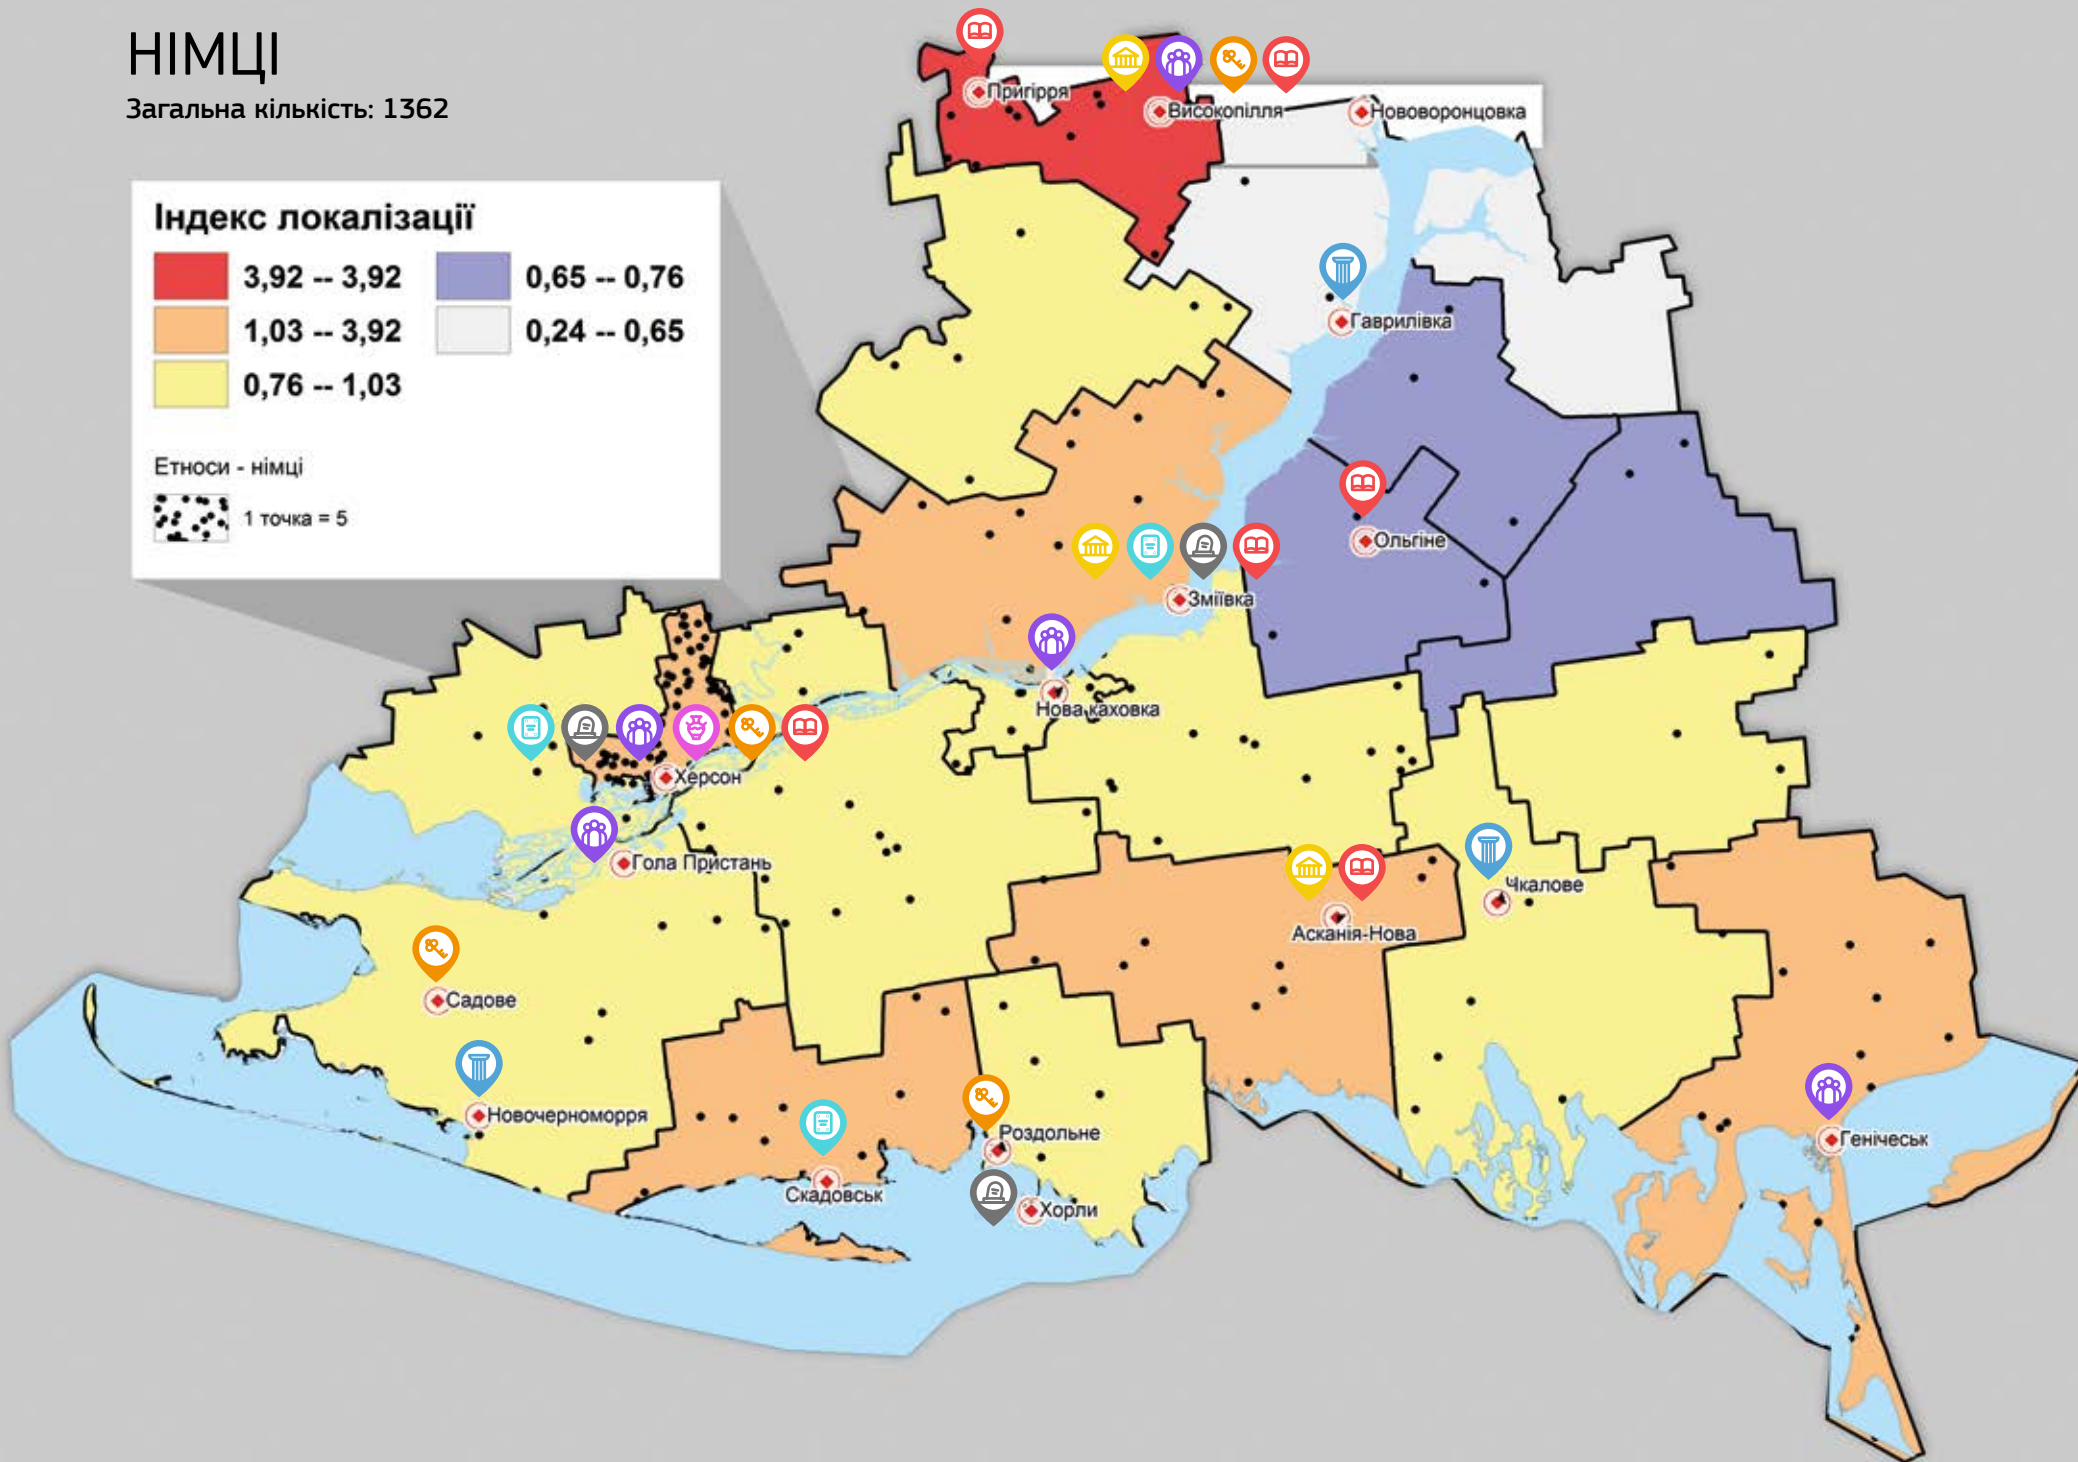 НІМЦІ
Загальна кількість: 1362
Індекс локалізації
3,92 -- 3,92
0,65 -- 0,76
1,03 -- 3,92
0,24 -- 0,65
0,76 -- 1,03
Етноси - німці
1 точка = 5
Пригірря
Високопілля
Нововоронцовка
Гаврилівка
Ольгіне
Зміївка
Нова каховка
Херсон
Гола Пристань
Чкалове
Асканія-Нова
Садове
Новочерноморря
Роздольне
Генічеськ
Скадовськ
Хорли